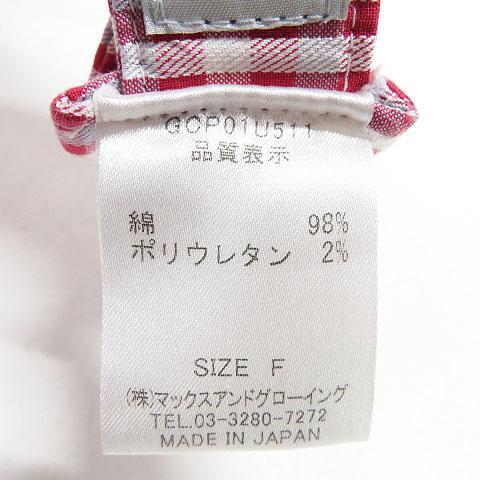 GOP01U511
品質表示
綿 98%
ポリウレタン 2%
SIZE F
(株)マックスアンドグローイング
TEL.03-3280-7272
MADE IN JAPAN